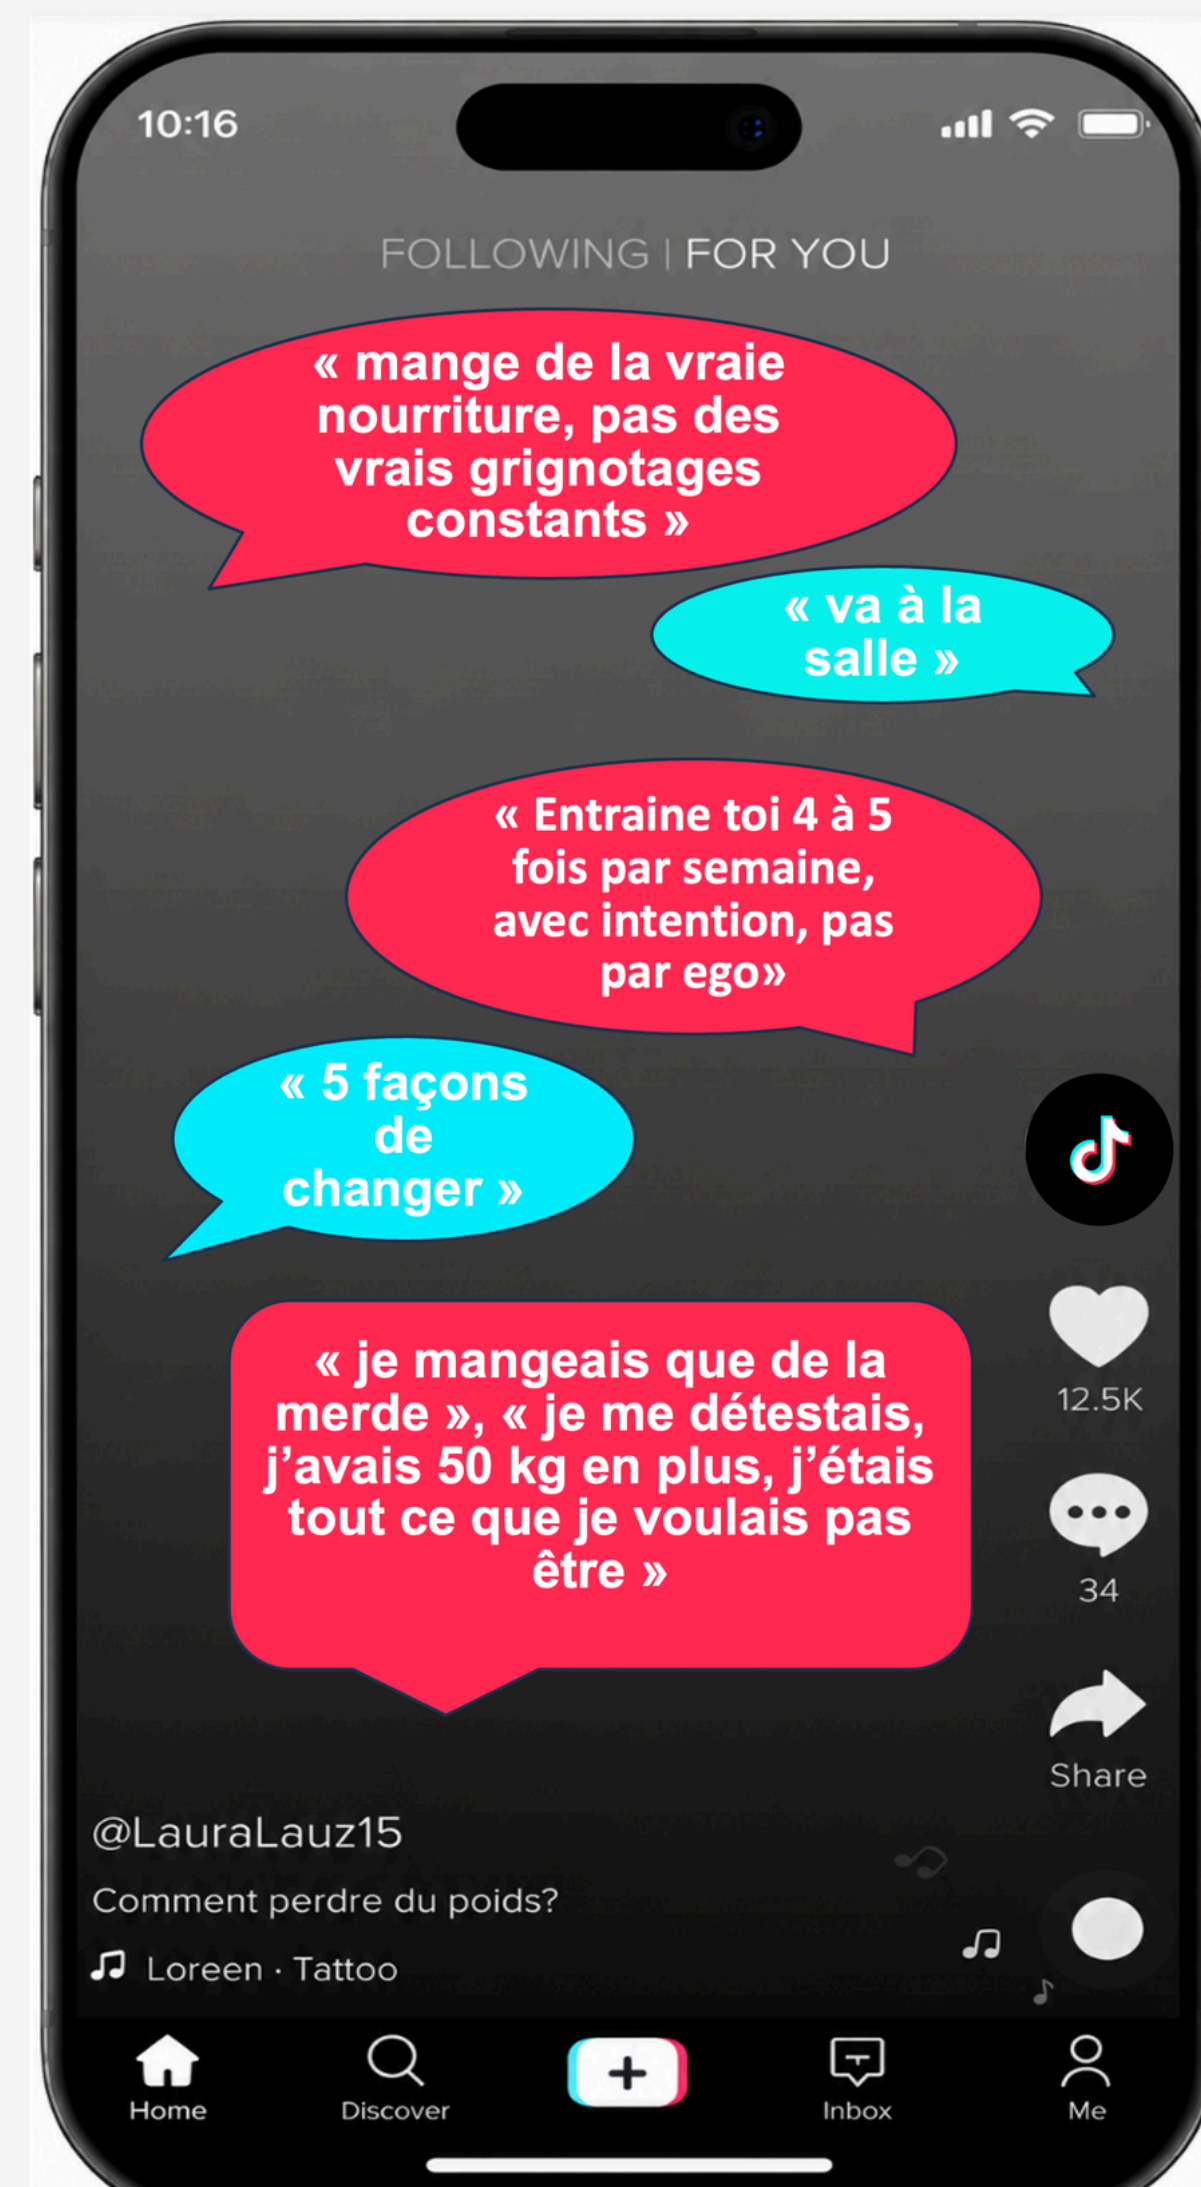 10:16
FOLLOWING | FOR YOU
« mange de la vraie
nourriture, pas des
vrais grignotages
constants »
« va à la
salle »
« Entraine toi 4 à 5
fois par semaine,
avec intention, pas
par ego»
« 5 façons
de
changer »
« je mangeais que de la
merde », « je me détestais,
j’avais 50 kg en plus, j’étais
tout ce que je voulais pas
être »
12.5K
34
Share
@LauraLauz15
Comment perdre du poids?
Loreen · Tattoo
Home
Discover
Inbox
Me